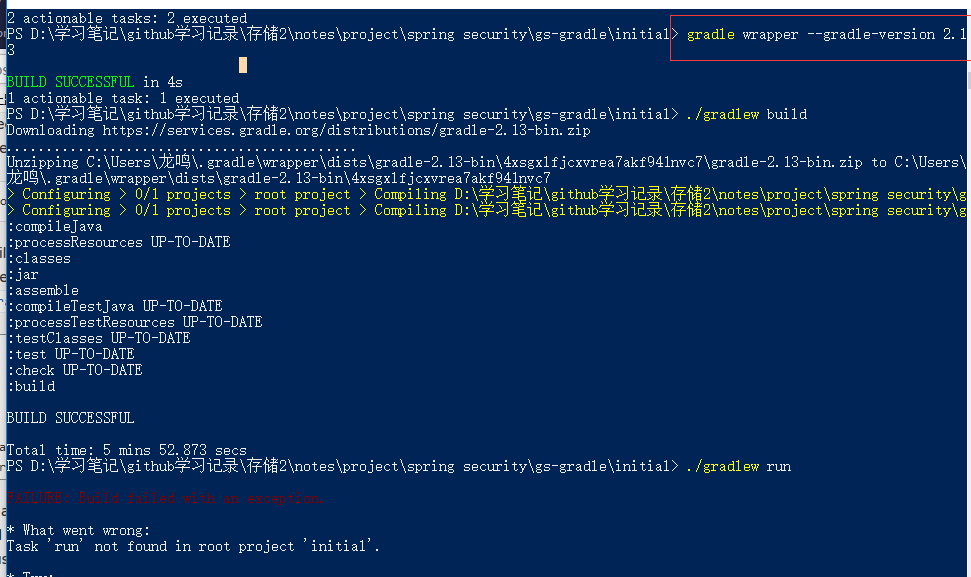 2 actionable tasks: 2 executed
PS D:\学习笔记\github学习记录\存储2\notes\project\spring security\gs-gradle\initial> gradle wrapper --gradle-version 2.1
3
BUILD SUCCESSFUL in 4s
1 actionable task: 1 executed
PS D:\学习笔记\github学习记录\存储2\notes\project\spring security\gs-gradle\initial> ./gradlew build
Downloading https://services.gradle.org/distributions/gradle-2.13-bin.zip
............................................
Unzipping C:\Users\龙鸣\.gradle\wrapper\dists\gradle-2.13-bin\4xsgxlfjcxvrea7akf941nvc7\gradle-2.13-bin.zip to C:\Users\
龙鸣\.gradle\wrapper\dists\gradle-2.13-bin\4xsgxlfjcxvrea7akf941nvc7
> Configuring > 0/1 projects > root project > Compiling D:\学习笔记\github学习记录\存储2\notes\project\spring security\g
> Configuring > 0/1 projects > root project > Compiling D:\学习笔记\github学习记录\存储2\notes\project\spring security\g
:compileJava
:processResources UP-TO-DATE
:classes
:jar
:assemble
:compileTestJava UP-TO-DATE
:processTestResources UP-TO-DATE
:testClasses UP-TO-DATE
:test UP-TO-DATE
:check UP-TO-DATE
:build
BUILD SUCCESSFUL
Total time: 5 mins 52.873 secs
PS D:\学习笔记\github学习记录\存储2\notes\project\spring security\gs-gradle\initial> ./gradlew run
FAILURE: Build failed with an exception.
* What went wrong:
Task 'run' not found in root project 'initial'.
* Try: